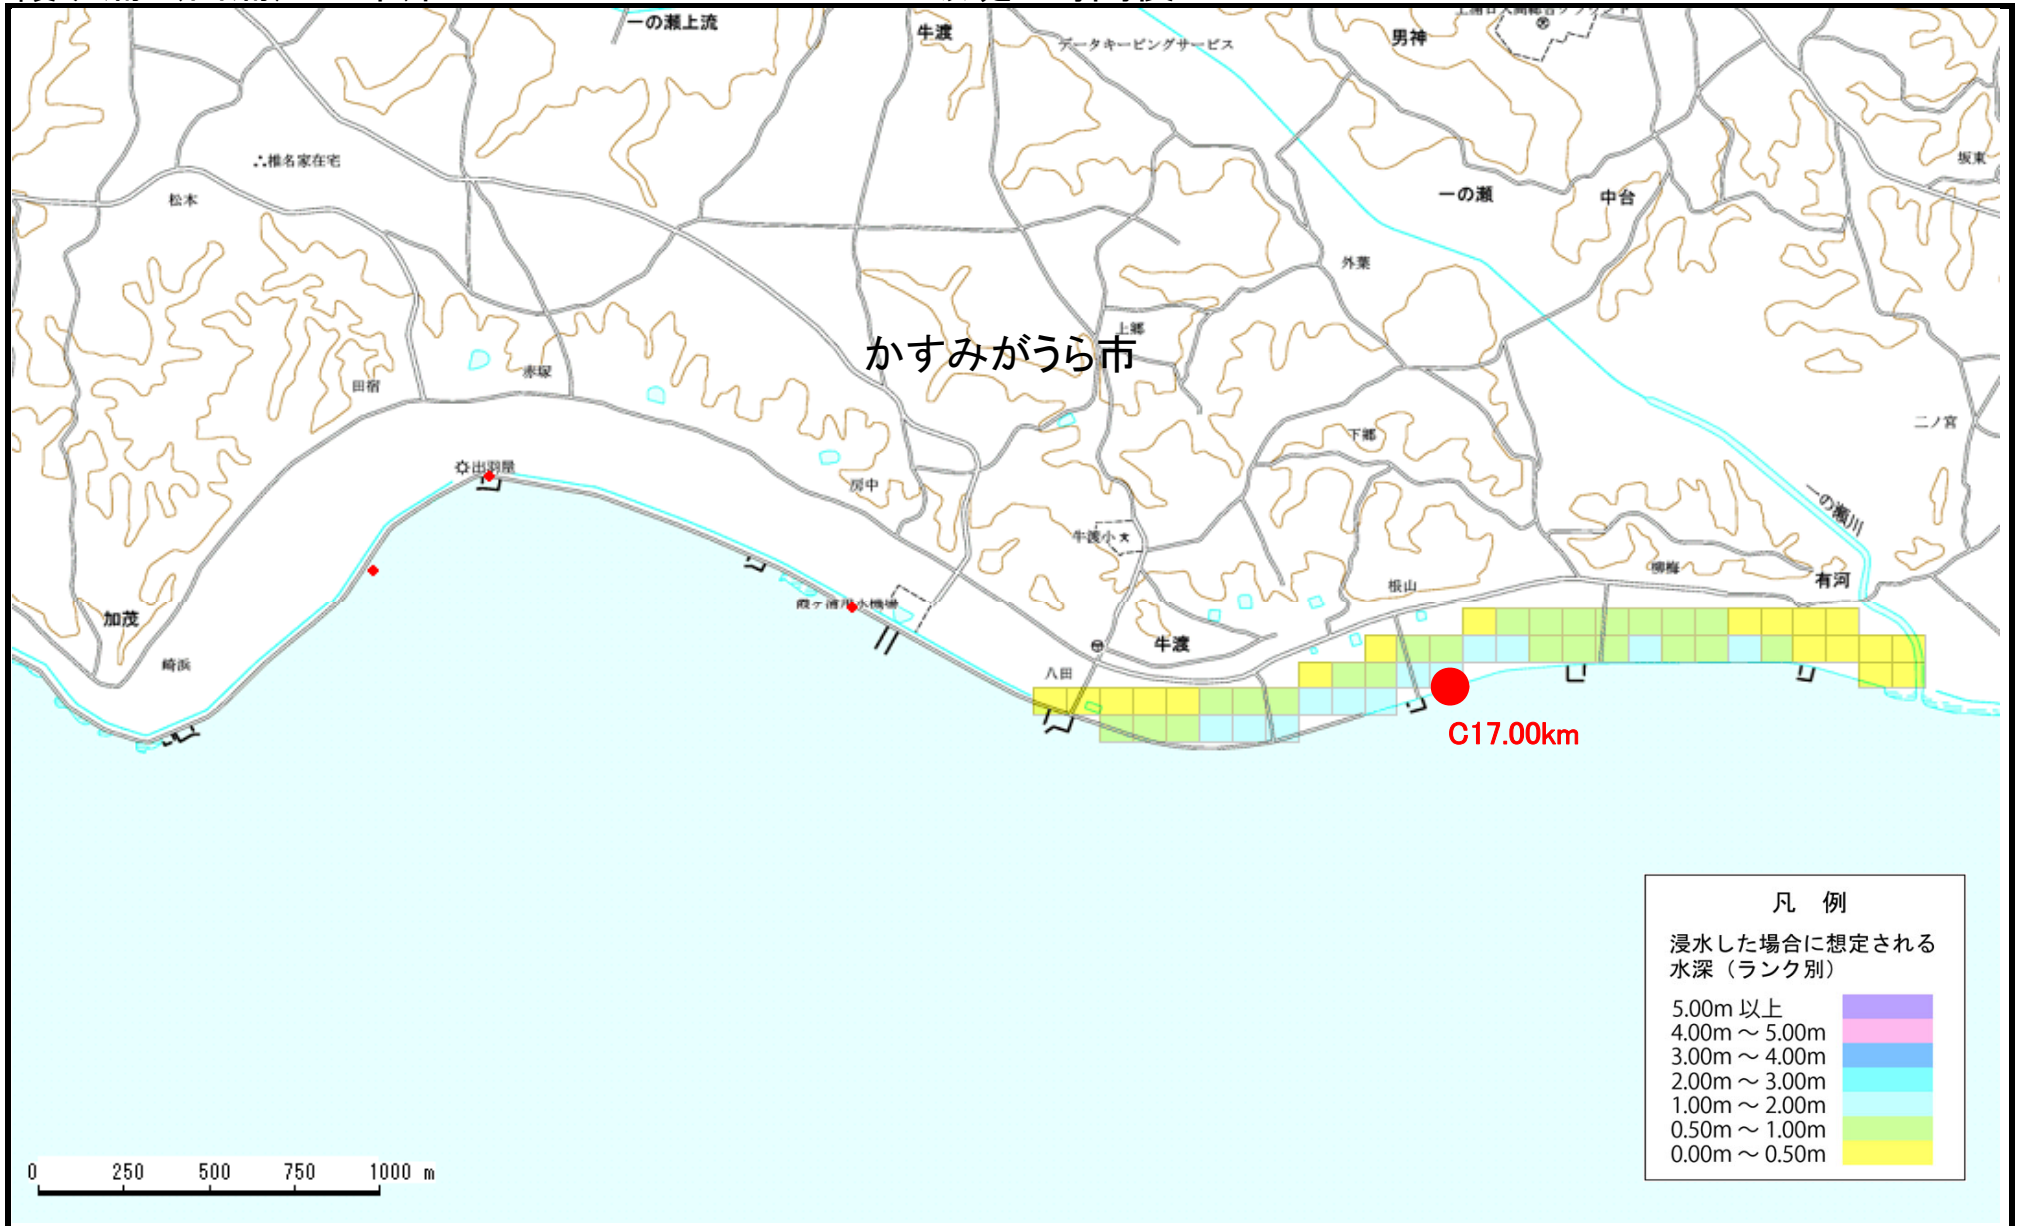 一の瀬上流
牛渡
データキーピングサービス
男神
椎名家在宅
坂東
松本
一の瀬
中台
外葉
上郷
かすみがうら市
赤塚
田宿
二ノ宮
下郷
出羽屋
房中
一の瀬川
牛渡小
柳梅
有河
根山
霞ヶ浦用水機場
加茂
牛渡
崎浜
八田
C17.00km
凡 例
浸水した場合に想定される
水深（ランク別）
5.00m 以上
4.00m ～ 5.00m
3.00m ～ 4.00m
2.00m ～ 3.00m
1.00m ～ 2.00m
0.50m ～ 1.00m
0.00m ～ 0.50m
0 250 500 750 1000 m